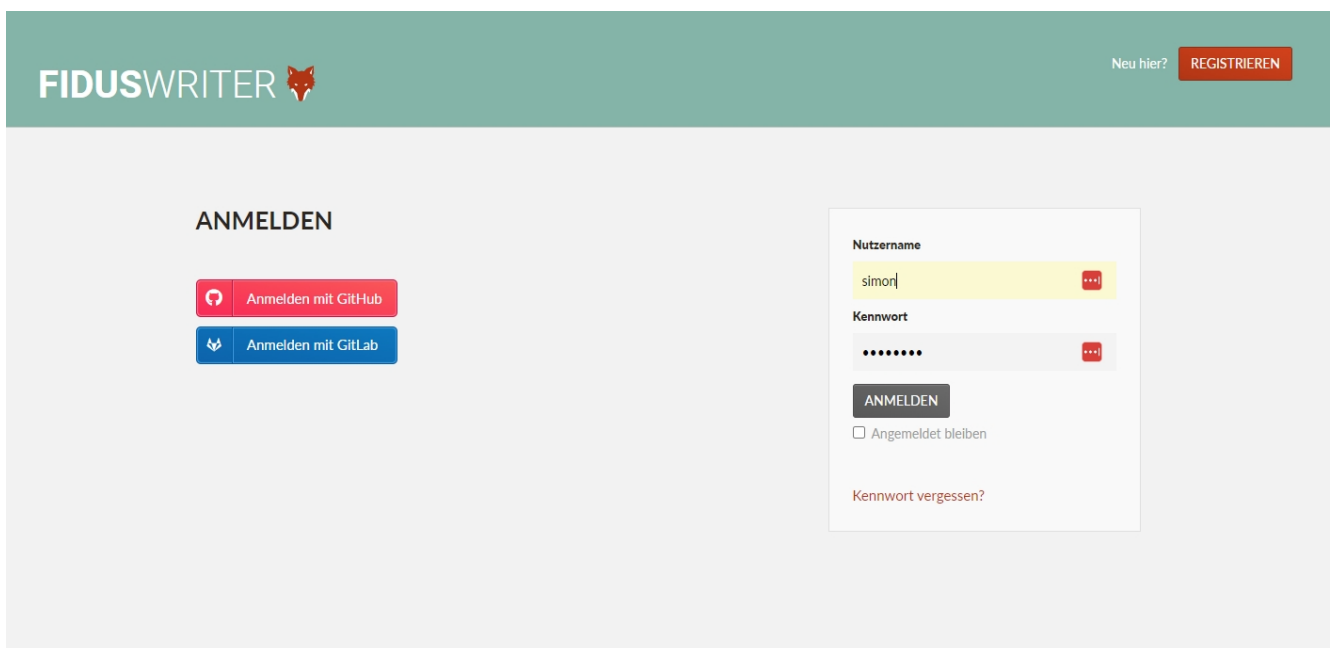 FIDUSWRITER
Neu hier?
REGISTRIEREN
ANMELDEN
Anmelden mit GitHub
Anmelden mit GitLab
Nutzername
simon
Kennwort
••••••••
ANMELDEN
Angemeldet bleiben
Kennwort vergessen?